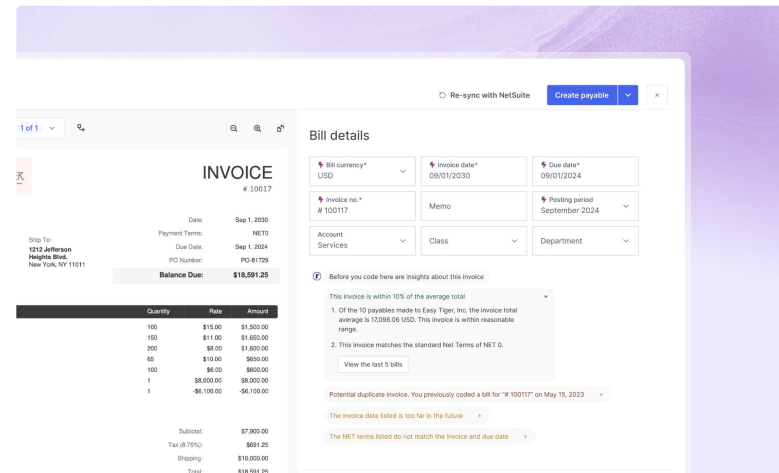 Re-sync with NetSuite
Create payable
1 of 1
Bill details
INVOICE
# 10017
Date: Sep 1, 2030
Payment Terms: NET0
Due Date: Sep 1, 2024
PO Number: PO-81729
Balance Due: $18,591.25
Ship To:
1212 Jefferson
Heights Blvd.
New York, NY 11011
Quantity Rate Amount
100 $15.00 $1,500.00
150 $11.00 $1,650.00
200 $8.00 $1,600.00
65 $10.00 $650.00
100 $6.00 $600.00
1 $8,000.00 $8,000.00
1 -$6,100.00 -$6,100.00
Subtotal: $7,900.00
Tax (8.75%): $691.25
Shipping: $10,000.00
Total: $18,591.25
Bill currency*
USD
Invoice date*
09/01/2030
Due date*
09/01/2024
Invoice no.*
# 100117
Memo
Posting period
September 2024
Account
Services
Class
Department
Before you code here are insights about this invoice
This invoice is within 10% of the average total
1. Of the 10 payables made to Easy Tiger, Inc. the invoice total
average is 17,098.06 USD. This invoice is within reasonable
range.
2. This invoice matches the standard Net Terms of NET 0.
View the last 5 bills
Potential duplicate invoice. You previously coded a bill for "# 100117" on May 15, 2023
The invoice date listed is too far in the future
The NET terms listed do not match the invoice and due date